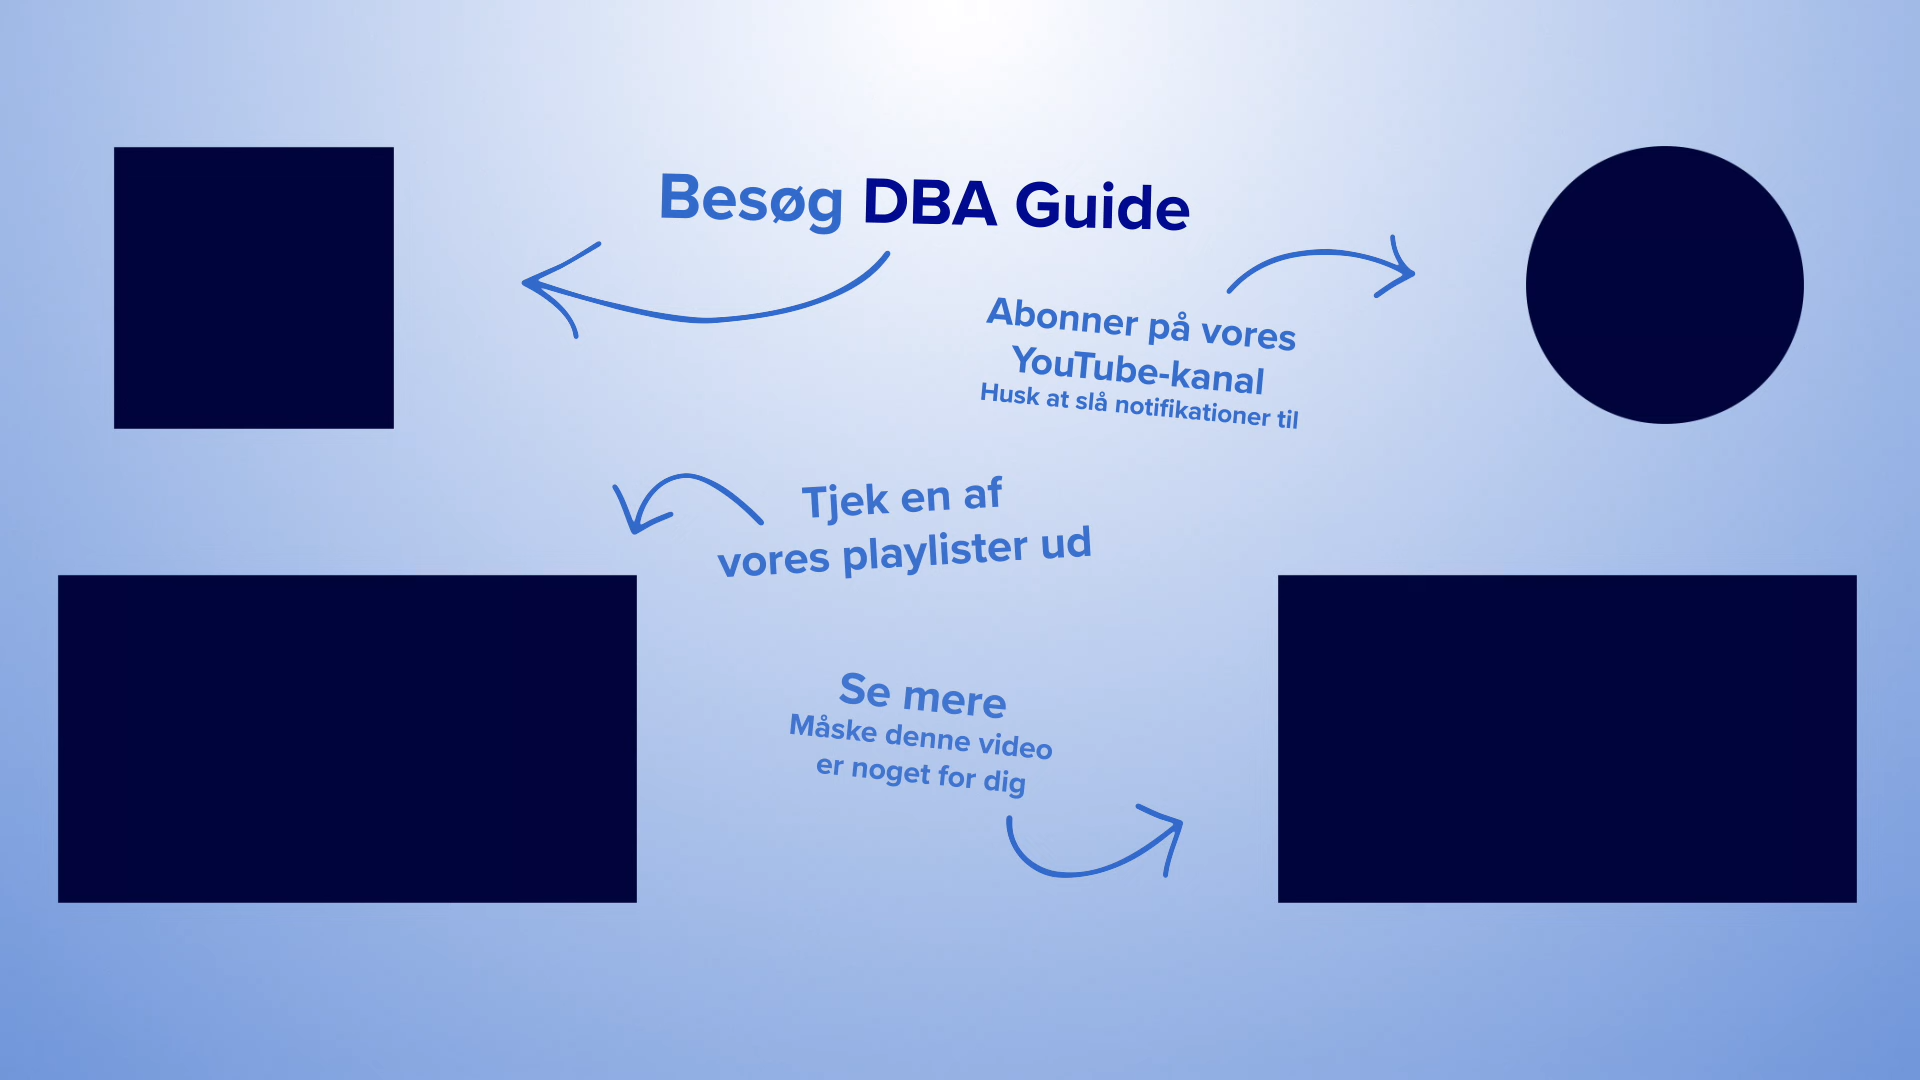 Besøg DBA Guide
Abonner på vores
YouTube-kanal
Husk at slå notifikationer til
Tjek en af
vores playlister ud
Se mere
Måske denne video
er noget for dig